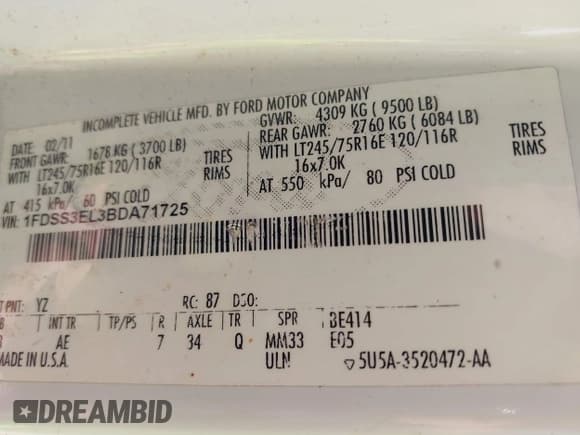 INCOMPLETE VEHICLE MFD. BY FORD MOTOR COMPANY
DATE: 02/11
GVWR: 4309 KG ( 9500 LB)
FRONT GAWR: 1678 KG ( 3700 LB)
REAR GAWR: 2760 KG ( 6084 LB)
WITH LT245/75R16E 120/116R TIRES
WITH LT245/75R16E 120/116R TIRES
16x7.0K RIMS
16x7.0K RIMS
AT 415 kPa/ 60 PSI COLD
AT 550 kPa/ 80 PSI COLD
VIN: 1FDSS3EL3BDA71725
T PNT: YZ RC: 87 DSO:
B INT TR TP/PS R AXLE TR SPR BE414
AE 7 34 Q MM33 E05
MADE IN U.S.A. ULN 5U5A-3520472-AA
DREAMBID